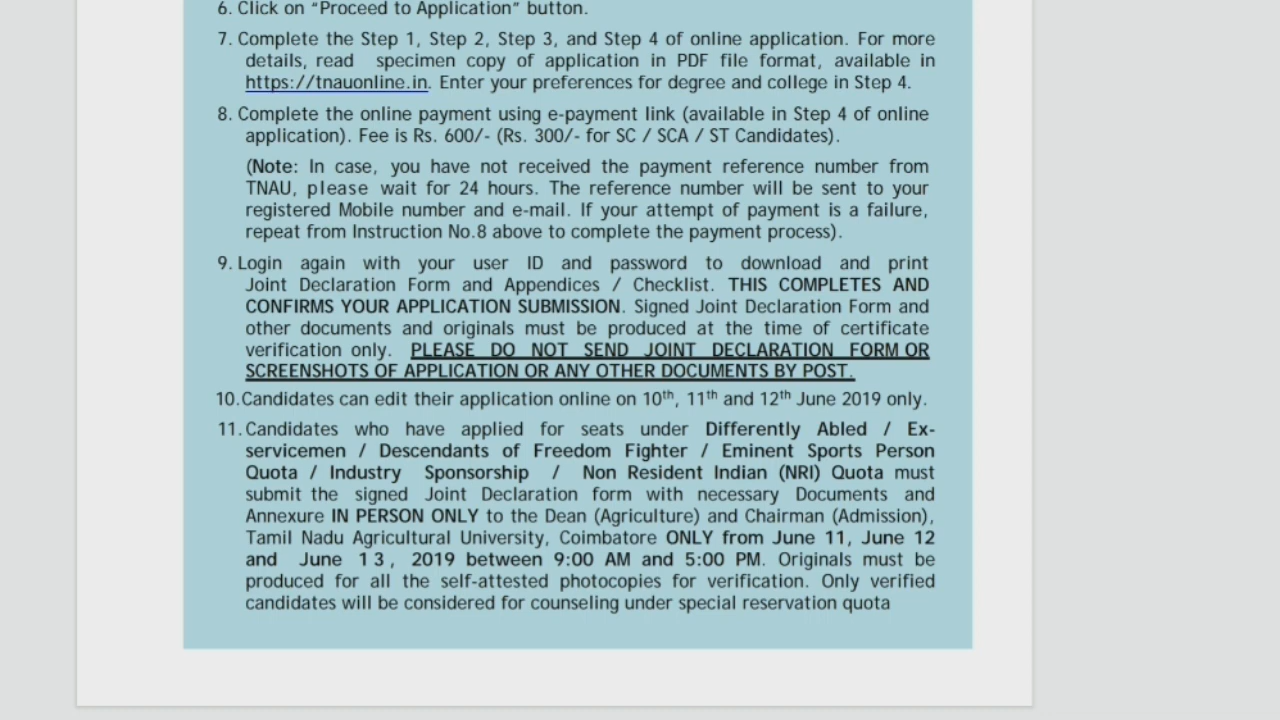 6. Click on “Proceed to Application” button.
7. Complete the Step 1, Step 2, Step 3, and Step 4 of online application. For more
details, read specimen copy of application in PDF file format, available in
https://tnauonline.in. Enter your preferences for degree and college in Step 4.
8. Complete the online payment using e-payment link (available in Step 4 of online
application). Fee is Rs. 600/- (Rs. 300/- for SC / SCA / ST Candidates).
(Note: In case, you have not received the payment reference number from
TNAU, please wait for 24 hours. The reference number will be sent to your
registered Mobile number and e-mail. If your attempt of payment is a failure,
repeat from Instruction No.8 above to complete the payment process).
9. Login again with your user ID and password to download and print
Joint Declaration Form and Appendices / Checklist. THIS COMPLETES AND
CONFIRMS YOUR APPLICATION SUBMISSION. Signed Joint Declaration Form and
other documents and originals must be produced at the time of certificate
verification only. PLEASE DO NOT SEND JOINT DECLARATION FORM OR
SCREENSHOTS OF APPLICATION OR ANY OTHER DOCUMENTS BY POST.
10. Candidates can edit their application online on 10th, 11th and 12th June 2019 only.
11. Candidates who have applied for seats under Differently Abled / Ex-
servicemen / Descendants of Freedom Fighter / Eminent Sports Person
Quota / Industry Sponsorship / Non Resident Indian (NRI) Quota must
submit the signed Joint Declaration form with necessary Documents and
Annexure IN PERSON ONLY to the Dean (Agriculture) and Chairman (Admission),
Tamil Nadu Agricultural University, Coimbatore ONLY from June 11, June 12
and June 13, 2019 between 9:00 AM and 5:00 PM. Originals must be
produced for all the self-attested photocopies for verification. Only verified
candidates will be considered for counseling under special reservation quota